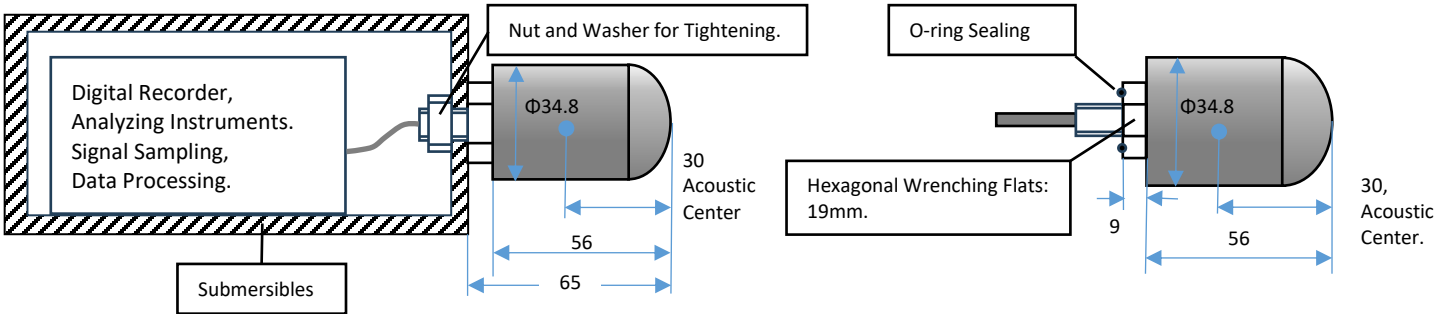 Nut and Washer for Tightening.
Digital Recorder,
Analyzing Instruments.
Signal Sampling,
Data Processing.
Φ34.8
30
Acoustic
Center
56
65
Submersibles
O-ring Sealing
Φ34.8
Hexagonal Wrenching Flats:
19mm.
9
56
30,
Acoustic
Center.